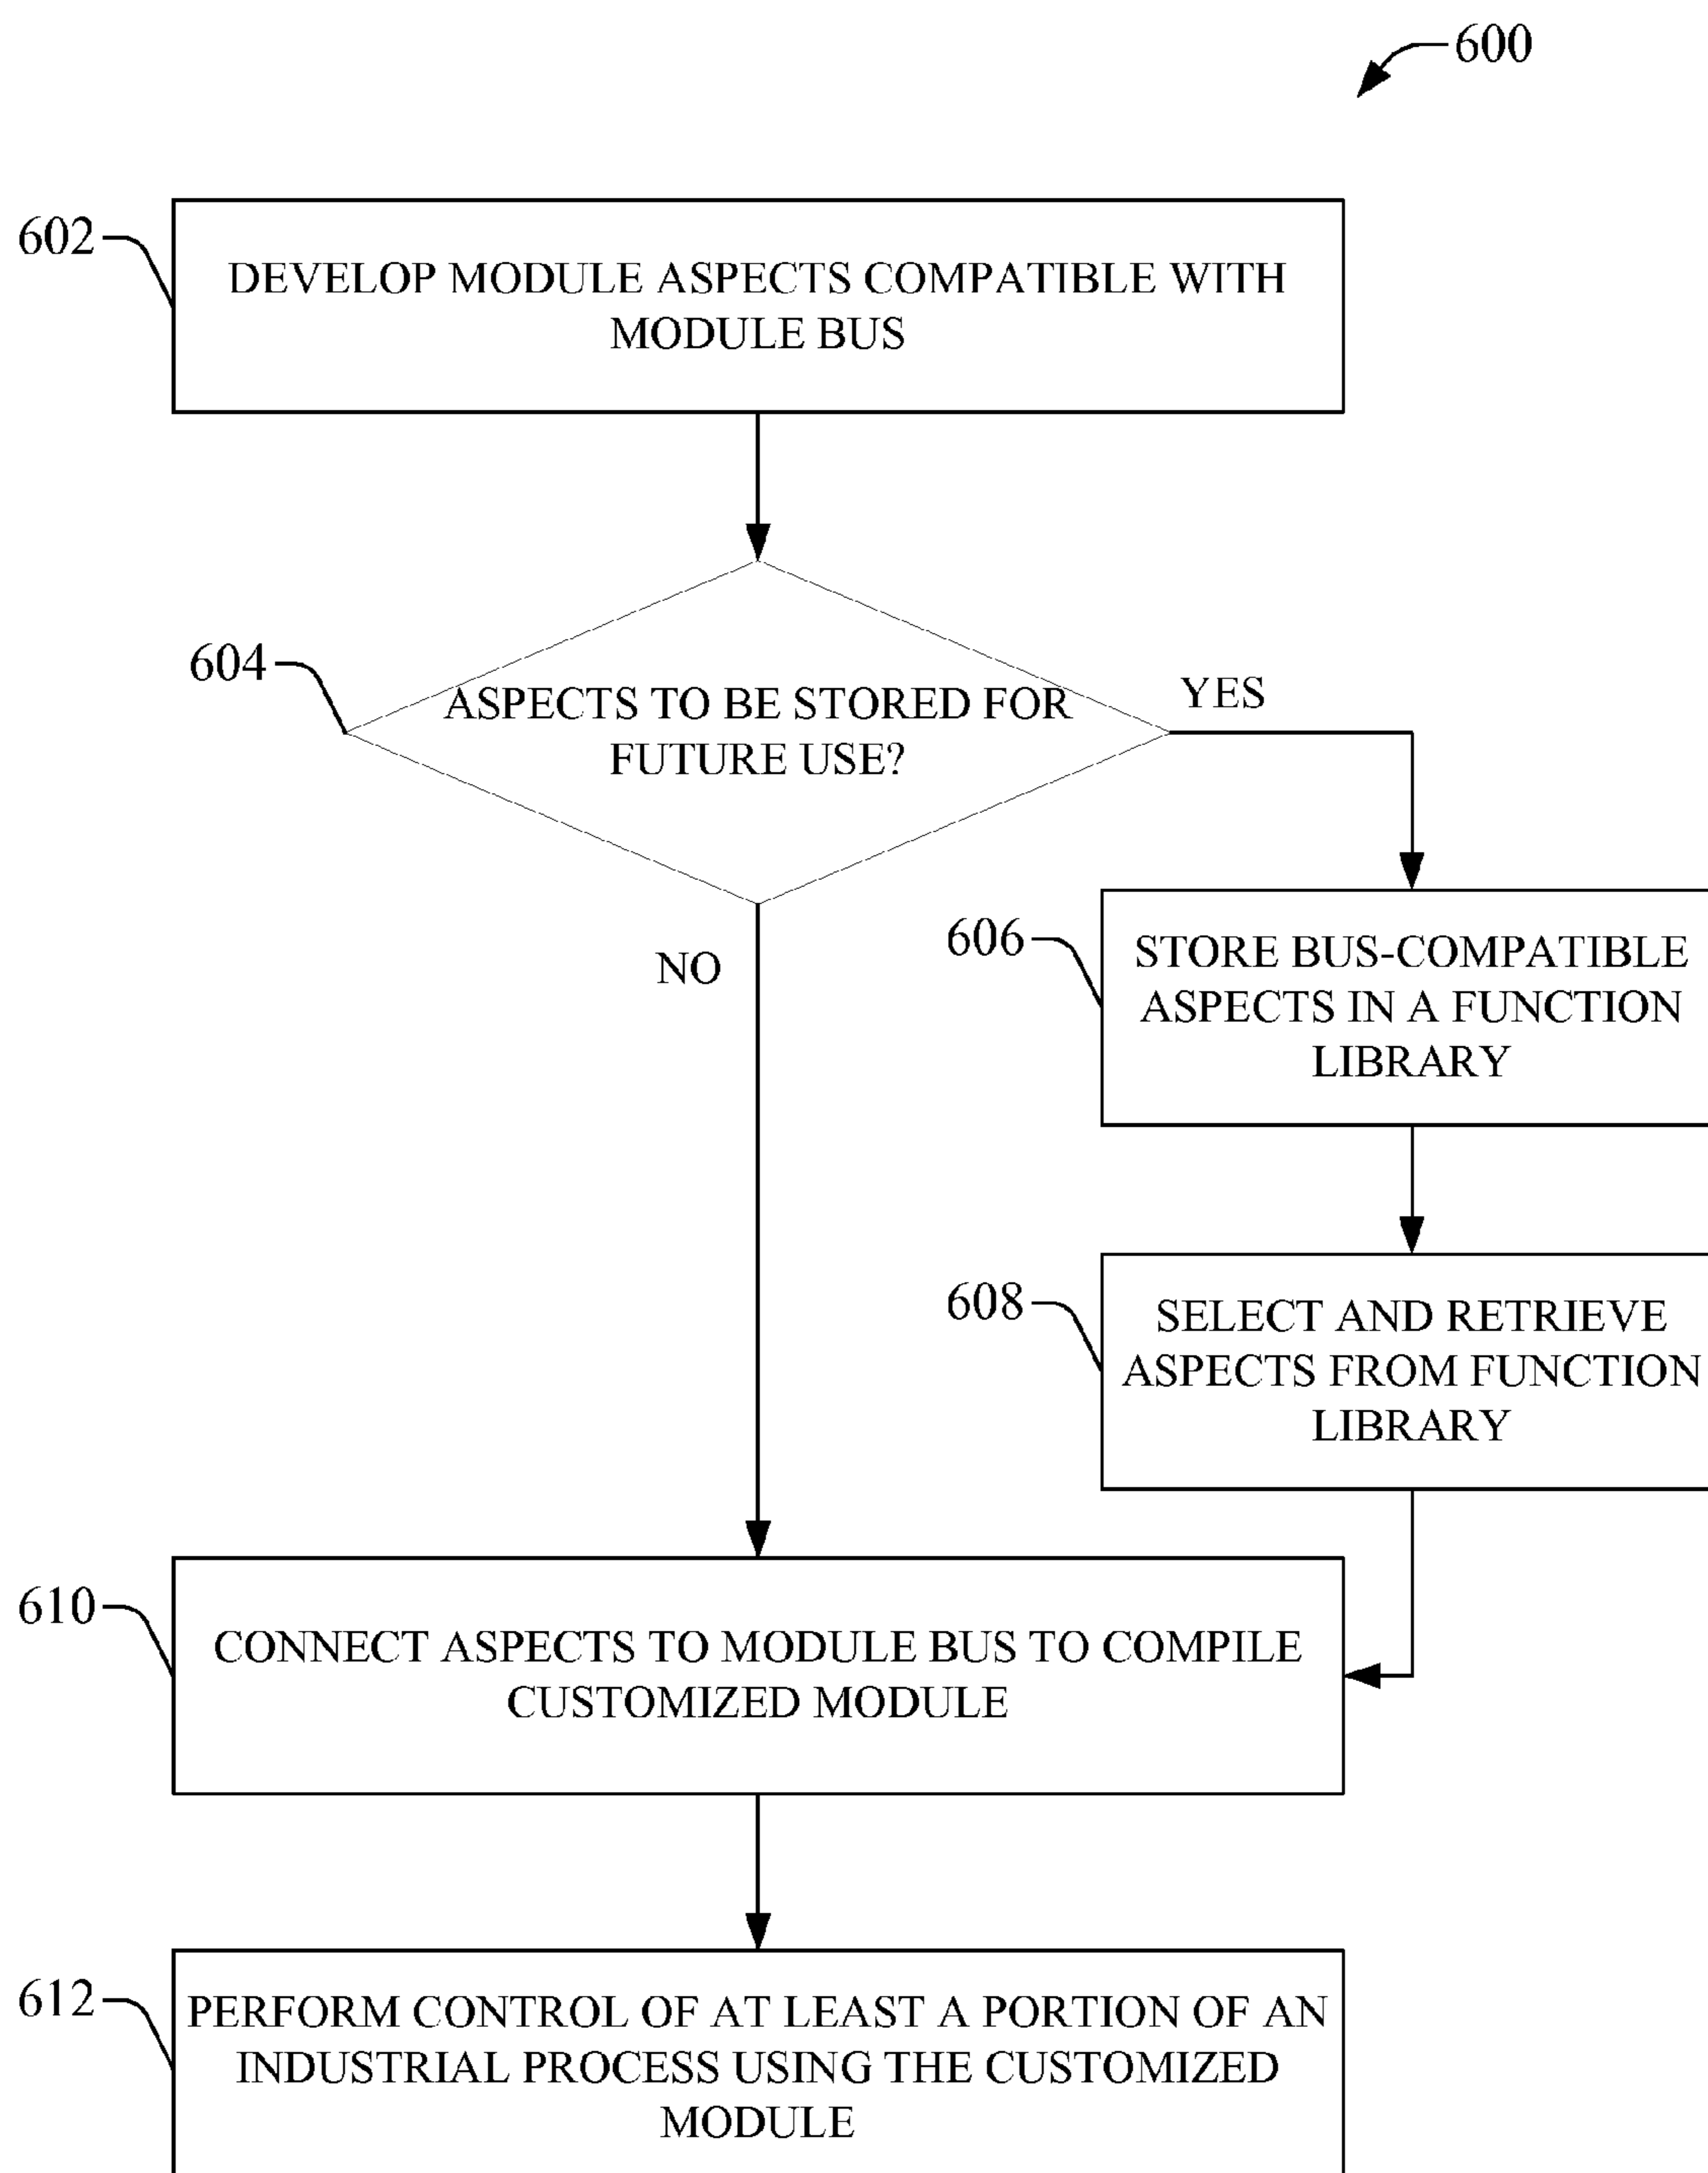 600
602
DEVELOP MODULE ASPECTS COMPATIBLE WITH
MODULE BUS
604
ASPECTS TO BE STORED FOR
FUTURE USE?
YES
NO
606
STORE BUS-COMPATIBLE
ASPECTS IN A FUNCTION
LIBRARY
608
SELECT AND RETRIEVE
ASPECTS FROM FUNCTION
LIBRARY
610
CONNECT ASPECTS TO MODULE BUS TO COMPILE
CUSTOMIZED MODULE
612
PERFORM CONTROL OF AT LEAST A PORTION OF AN
INDUSTRIAL PROCESS USING THE CUSTOMIZED
MODULE